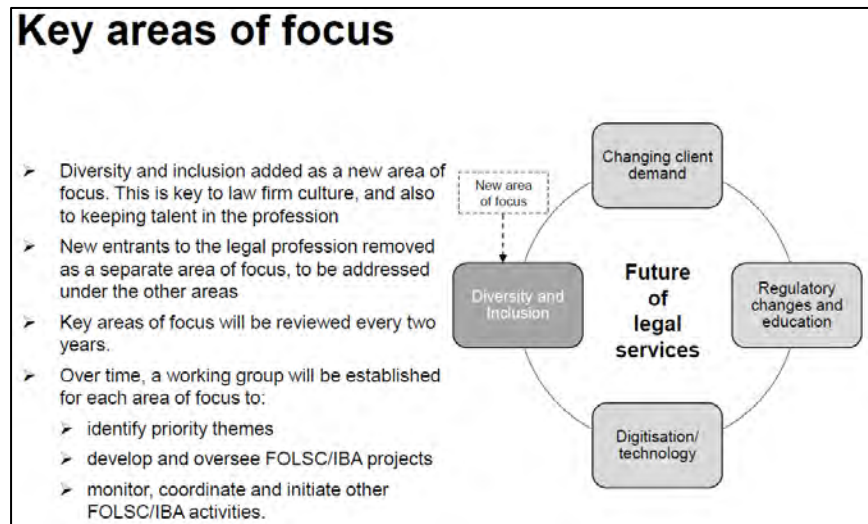 Key areas of focus
➢ Diversity and inclusion added as a new area of
focus. This is key to law firm culture, and also
to keeping talent in the profession
➢ New entrants to the legal profession removed
as a separate area of focus, to be addressed
under the other areas
➢ Key areas of focus will be reviewed every two
years.
➢ Over time, a working group will be established
for each area of focus to:
➢ identify priority themes
➢ develop and oversee FOLSC/IBA projects
➢ monitor, coordinate and initiate other
FOLSC/IBA activities.
Changing client
demand
New area
of focus
Diversity and
Inclusion
Future
of
legal
services
Regulatory
changes and
education
Digitisation/
technology